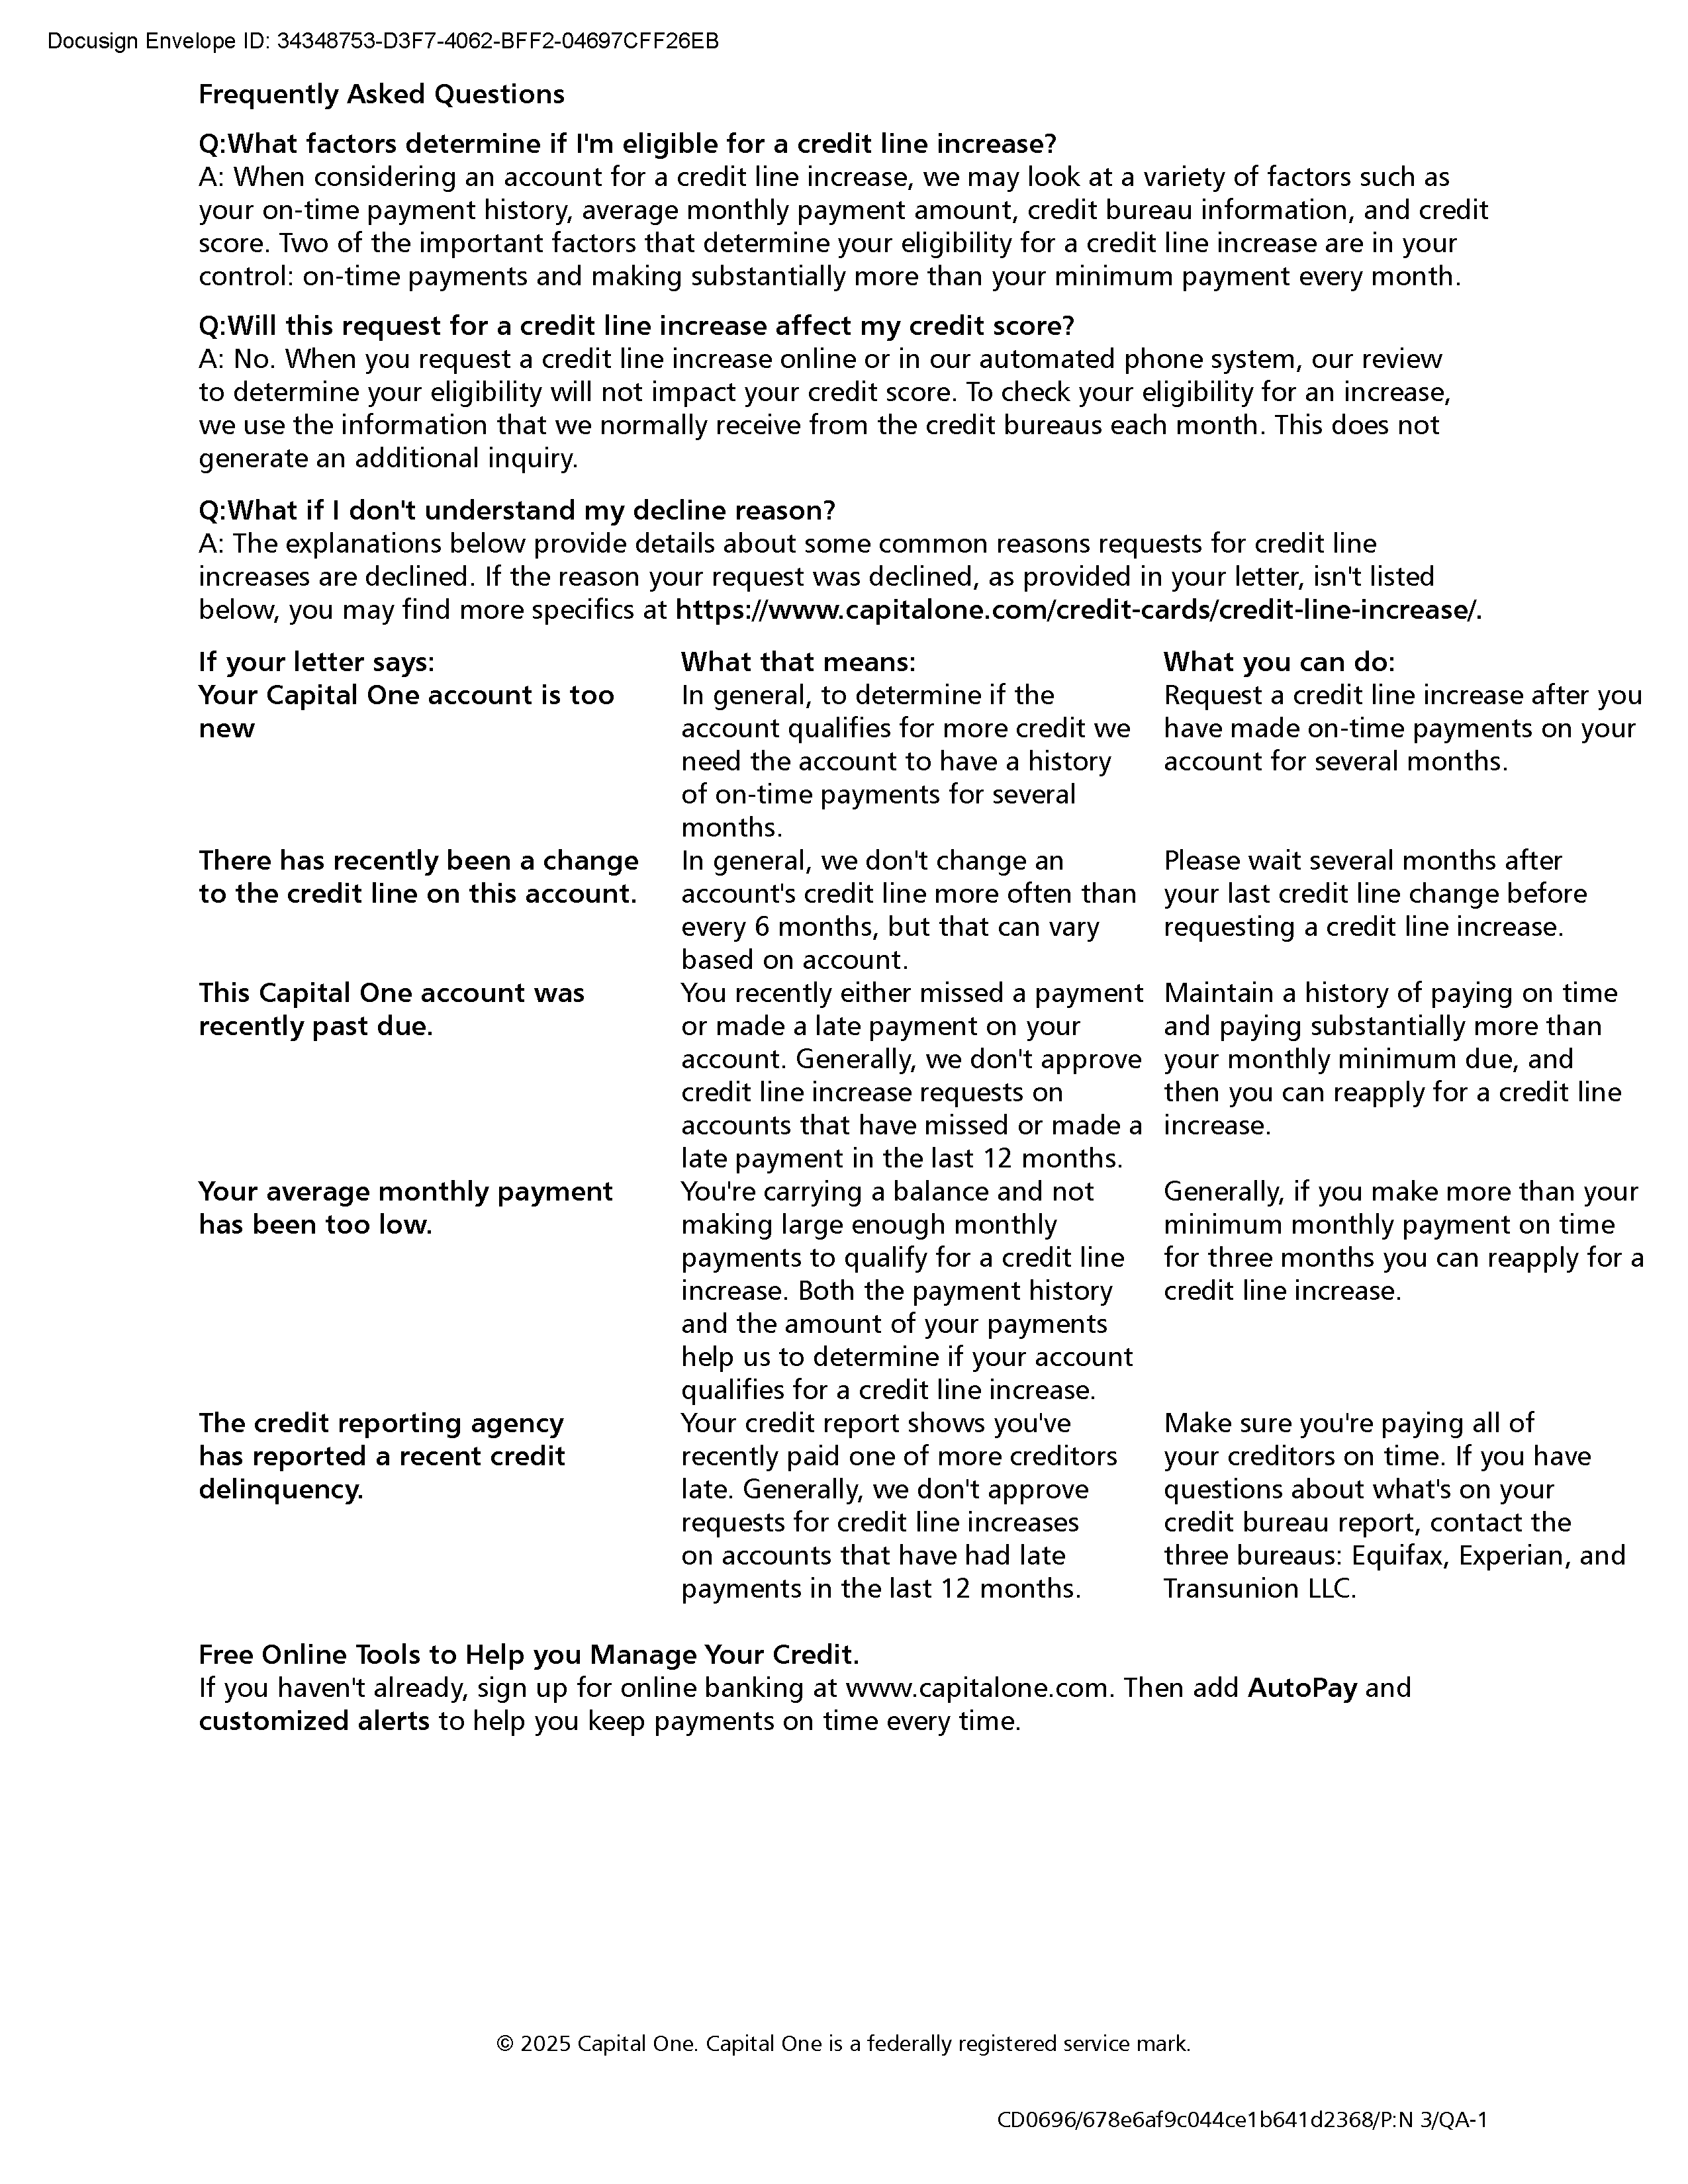 Docusign Envelope ID: 34348753-D3F7-4062-BFF2-04697CFF26EB
Frequently Asked Questions
Q:What factors determine if I'm eligible for a credit line increase?
A: When considering an account for a credit line increase, we may look at a variety of factors such as
your on-time payment history, average monthly payment amount, credit bureau information, and credit
score. Two of the important factors that determine your eligibility for a credit line increase are in your
control: on-time payments and making substantially more than your minimum payment every month.
Q:Will this request for a credit line increase affect my credit score?
A: No. When you request a credit line increase online or in our automated phone system, our review
to determine your eligibility will not impact your credit score. To check your eligibility for an increase,
we use the information that we normally receive from the credit bureaus each month. This does not
generate an additional inquiry.
Q:What if I don't understand my decline reason?
A: The explanations below provide details about some common reasons requests for credit line
increases are declined. If the reason your request was declined, as provided in your letter, isn't listed
below, you may find more specifics at https://www.capitalone.com/credit-cards/credit-line-increase/.
If your letter says:
What that means:
What you can do:
Your Capital One account is too
new
In general, to determine if the
account qualifies for more credit we
need the account to have a history
of on-time payments for several
months.
Request a credit line increase after you
have made on-time payments on your
account for several months.
There has recently been a change
to the credit line on this account.
In general, we don't change an
account's credit line more often than
every 6 months, but that can vary
based on account.
Please wait several months after
your last credit line change before
requesting a credit line increase.
This Capital One account was
recently past due.
You recently either missed a payment
or made a late payment on your
account. Generally, we don't approve
credit line increase requests on
accounts that have missed or made a
late payment in the last 12 months.
Maintain a history of paying on time
and paying substantially more than
your monthly minimum due, and
then you can reapply for a credit line
increase.
Your average monthly payment
has been too low.
You're carrying a balance and not
making large enough monthly
payments to qualify for a credit line
increase. Both the payment history
and the amount of your payments
help us to determine if your account
qualifies for a credit line increase.
Generally, if you make more than your
minimum monthly payment on time
for three months you can reapply for a
credit line increase.
The credit reporting agency
has reported a recent credit
delinquency.
Your credit report shows you've
recently paid one of more creditors
late. Generally, we don't approve
requests for credit line increases
on accounts that have had late
payments in the last 12 months.
Make sure you're paying all of
your creditors on time. If you have
questions about what's on your
credit bureau report, contact the
three bureaus: Equifax, Experian, and
Transunion LLC.
Free Online Tools to Help you Manage Your Credit.
If you haven't already, sign up for online banking at www.capitalone.com. Then add AutoPay and
customized alerts to help you keep payments on time every time.
© 2025 Capital One. Capital One is a federally registered service mark.
CD0696/678e6af9c044ce1b641d2368/P:N 3/QA-1